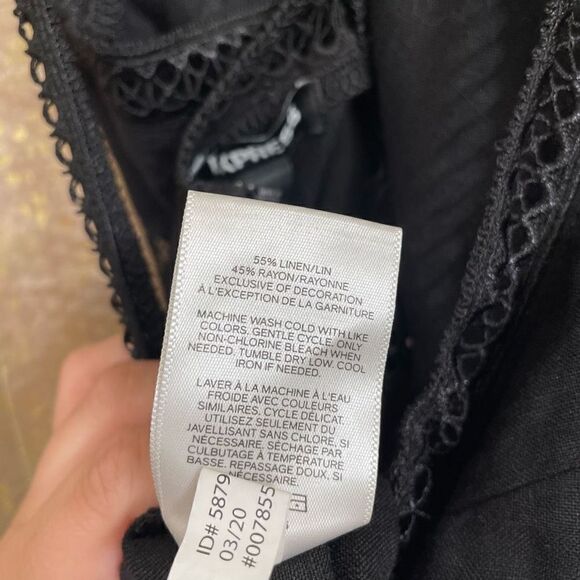 EXPRESS
55% LINEN/LIN
45% RAYON/RAYONNE
EXCLUSIVE OF DECORATION
À L'EXCEPTION DE LA GARNITURE
MACHINE WASH COLD WITH LIKE
COLORS. GENTLE CYCLE. ONLY
NON-CHLORINE BLEACH WHEN
NEEDED. TUMBLE DRY LOW. COOL
IRON IF NEEDED.
LAVER À LA MACHINE À L'EAU
FROIDE AVEC COULEURS
SIMILAIRES. CYCLE DÉLICAT.
UTILISEZ SEULEMENT DU
JAVELLISANT SANS CHLORE, SI
NÉCESSAIRE. SÉCHAGE PAR
CULBUTAGE À TEMPÉRATURE
BASSE. REPASSAGE DOUX, SI
NÉCESSAIRE.
ID# 5879
03/20
#007855